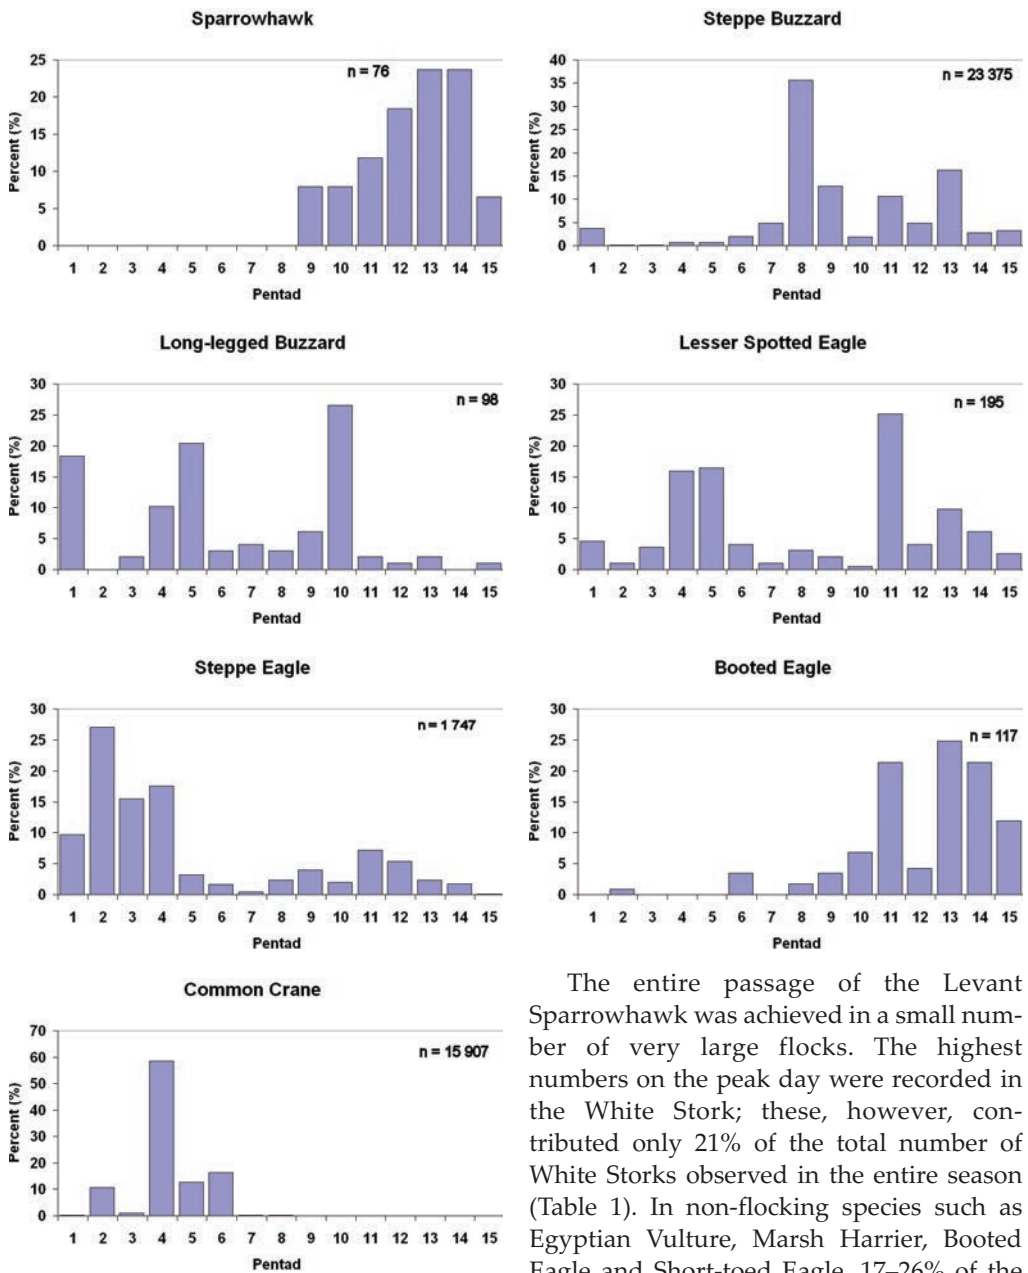 Sparrowhawk
n = 76
Percent (%)
25
20
15
10
5
0
1 2 3 4 5 6 7 8 9 10 11 12 13 14 15
Pentad
Steppe Buzzard
n = 23 375
Percent (%)
40
35
30
25
20
15
10
5
0
1 2 3 4 5 6 7 8 9 10 11 12 13 14 15
Pentad
Long-legged Buzzard
n = 98
Percent (%)
30
25
20
15
10
5
0
1 2 3 4 5 6 7 8 9 10 11 12 13 14 15
Pentad
Lesser Spotted Eagle
n = 195
Percent (%)
30
25
20
15
10
5
0
1 2 3 4 5 6 7 8 9 10 11 12 13 14 15
Pentad
Steppe Eagle
n = 1 747
Percent (%)
30
25
20
15
10
5
0
1 2 3 4 5 6 7 8 9 10 11 12 13 14 15
Pentad
Booted Eagle
n = 117
Percent (%)
30
25
20
15
10
5
0
1 2 3 4 5 6 7 8 9 10 11 12 13 14 15
Pentad
Common Crane
n = 15 907
Percent (%)
70
60
50
40
30
20
10
0
1 2 3 4 5 6 7 8 9 10 11 12 13 14 15
Pentad
The entire passage of the Levant
Sparrowhawk was achieved in a small num-
ber of very large flocks. The highest
numbers on the peak day were recorded in
the White Stork; these, however, con-
tributed only 21% of the total number of
White Storks observed in the entire season
(Table 1). In non-flocking species such as
Egyptian Vulture, Marsh Harrier, Booted
Eagle and Short-toed Eagle, 17–26% of the